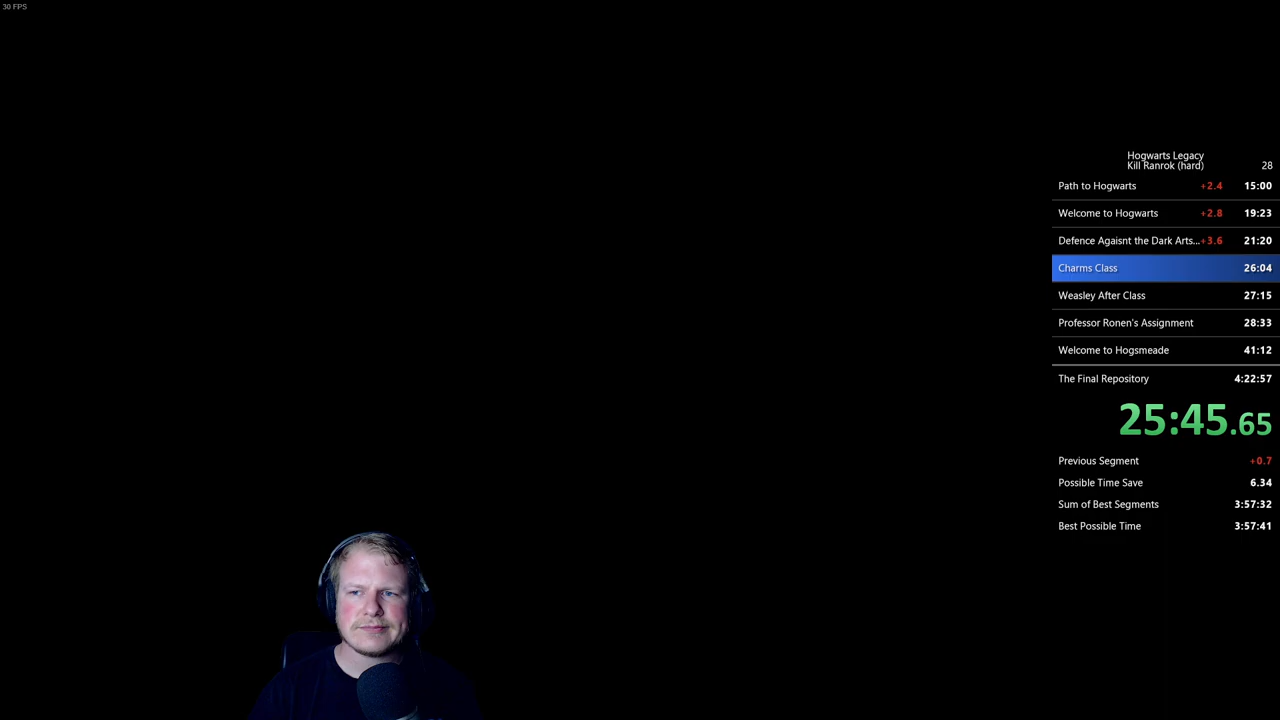 30 FPS
Hogwarts Legacy
Kill Ranrok (hard) 28
Path to Hogwarts +2.4 15:00
Welcome to Hogwarts +2.8 19:23
Defence Agaisnt the Dark Arts... +3.6 21:20
Charms Class 26:04
Weasley After Class 27:15
Professor Ronen's Assignment 28:33
Welcome to Hogsmeade 41:12
The Final Repository 4:22:57
25:45.65
Previous Segment +0.7
Possible Time Save 6.34
Sum of Best Segments 3:57:32
Best Possible Time 3:57:41